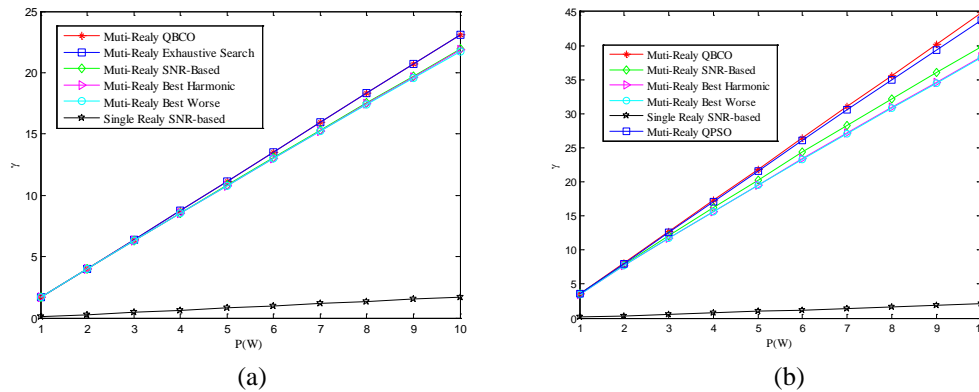 25
20
15
10
5
0
γ
Muti-Realy QBCO
Muti-Realy Exhaustive Search
Muti-Realy SNR-Based
Muti-Realy Best Harmonic
Muti-Realy Best Worse
Single Realy SNR-based
1 2 3 4 5 6 7 8 9 10
P(W)
(a)
45
40
35
30
25
20
15
10
5
0
γ
Muti-Realy QBCO
Muti-Realy SNR-Based
Muti-Realy Best Harmonic
Muti-Realy Best Worse
Single Realy SNR-based
Muti-Realy QPSO
1 2 3 4 5 6 7 8 9
P(W)
(b)